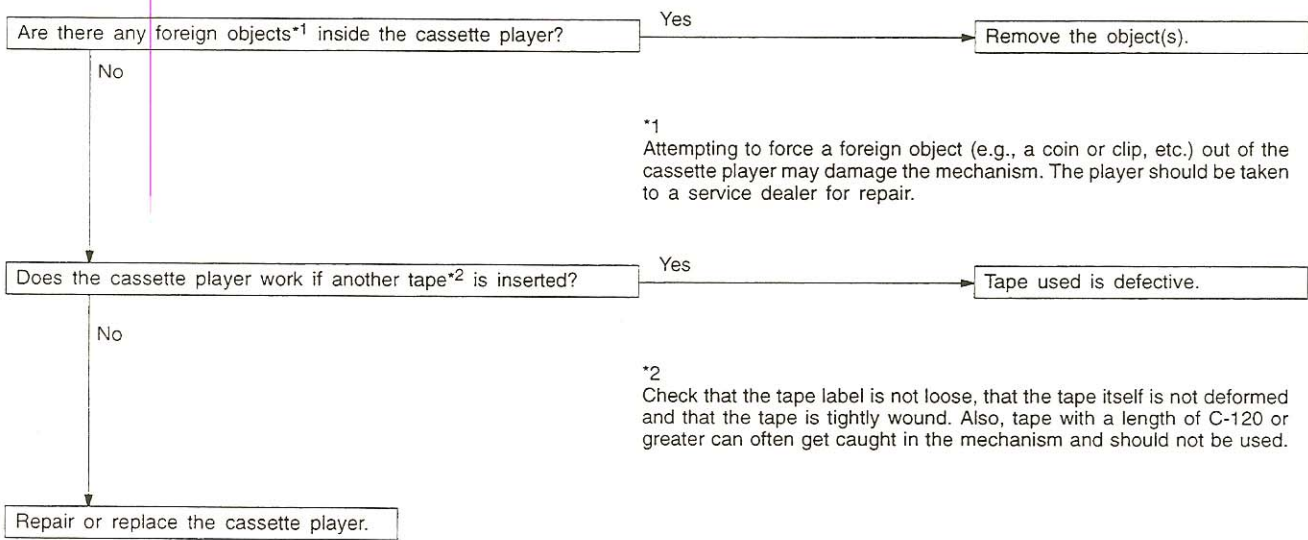 Are there any foreign objects*1 inside the cassette player?
Yes
Remove the object(s).
No
*1
Attempting to force a foreign object (e.g., a coin or clip, etc.) out of the
cassette player may damage the mechanism. The player should be taken
to a service dealer for repair.
Does the cassette player work if another tape*2 is inserted?
Yes
Tape used is defective.
No
*2
Check that the tape label is not loose, that the tape itself is not deformed
and that the tape is tightly wound. Also, tape with a length of C-120 or
greater can often get caught in the mechanism and should not be used.
Repair or replace the cassette player.